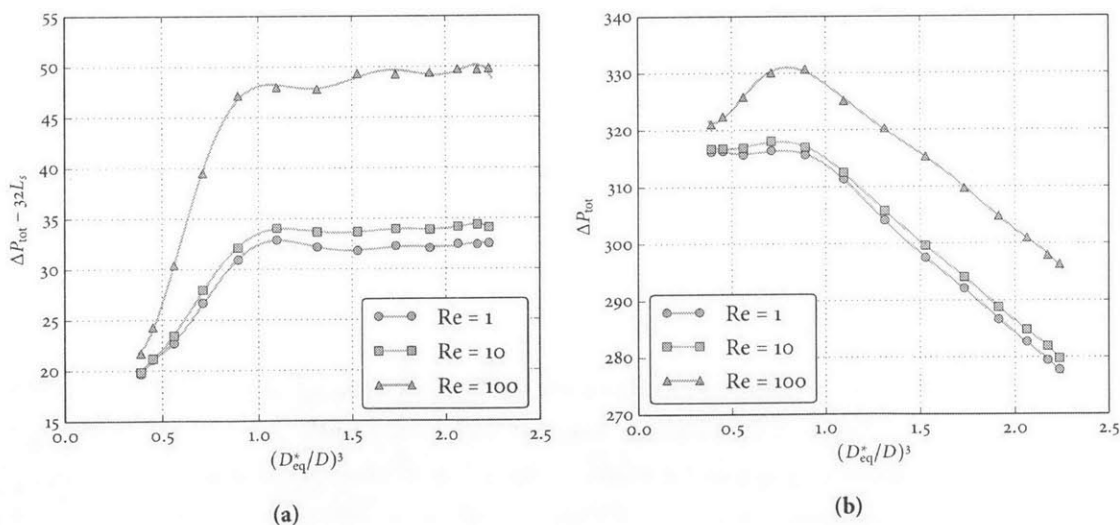 55
50
45
40
35
30
25
20
15
0.0 0.5 1.0 1.5 2.0 2.5
ΔP_tot − 32L_s
(D*_eq/D)³
Re = 1
Re = 10
Re = 100
(a)
340
330
320
310
300
290
280
270
0.0 0.5 1.0 1.5 2.0 2.5
ΔP_tot
(D*_eq/D)³
Re = 1
Re = 10
Re = 100
(b)